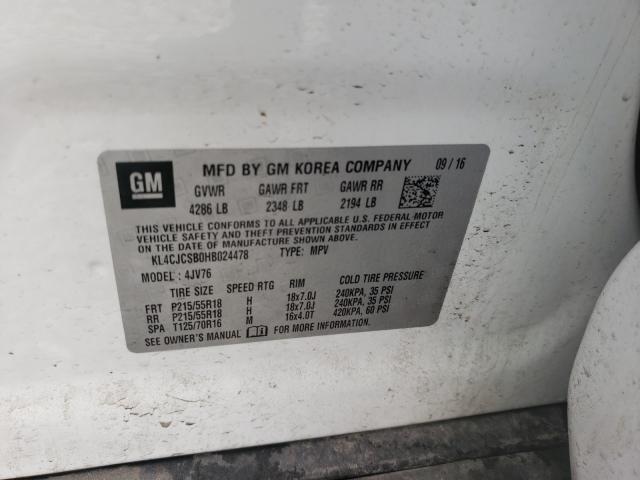 GM
MFD BY GM KOREA COMPANY 09/16
GVWR GAWR FRT GAWR RR
4286 LB 2348 LB 2194 LB
THIS VEHICLE CONFORMS TO ALL APPLICABLE U.S. FEDERAL MOTOR
VEHICLE SAFETY AND THEFT PREVENTION STANDARDS IN EFFECT ON
THE DATE OF MANUFACTURE SHOWN ABOVE.
KL4CJCSB0HB024478 TYPE: MPV
MODEL: 4JV76
TIRE SIZE SPEED RTG RIM COLD TIRE PRESSURE
FRT P215/55R18 H 18x7.0J 240KPA, 35 PSI
RR P215/55R18 H 18x7.0J 240KPA, 35 PSI
SPA T125/70R16 M 16x4.0T 420KPA, 60 PSI
SEE OWNER'S MANUAL FOR MORE INFORMATION.